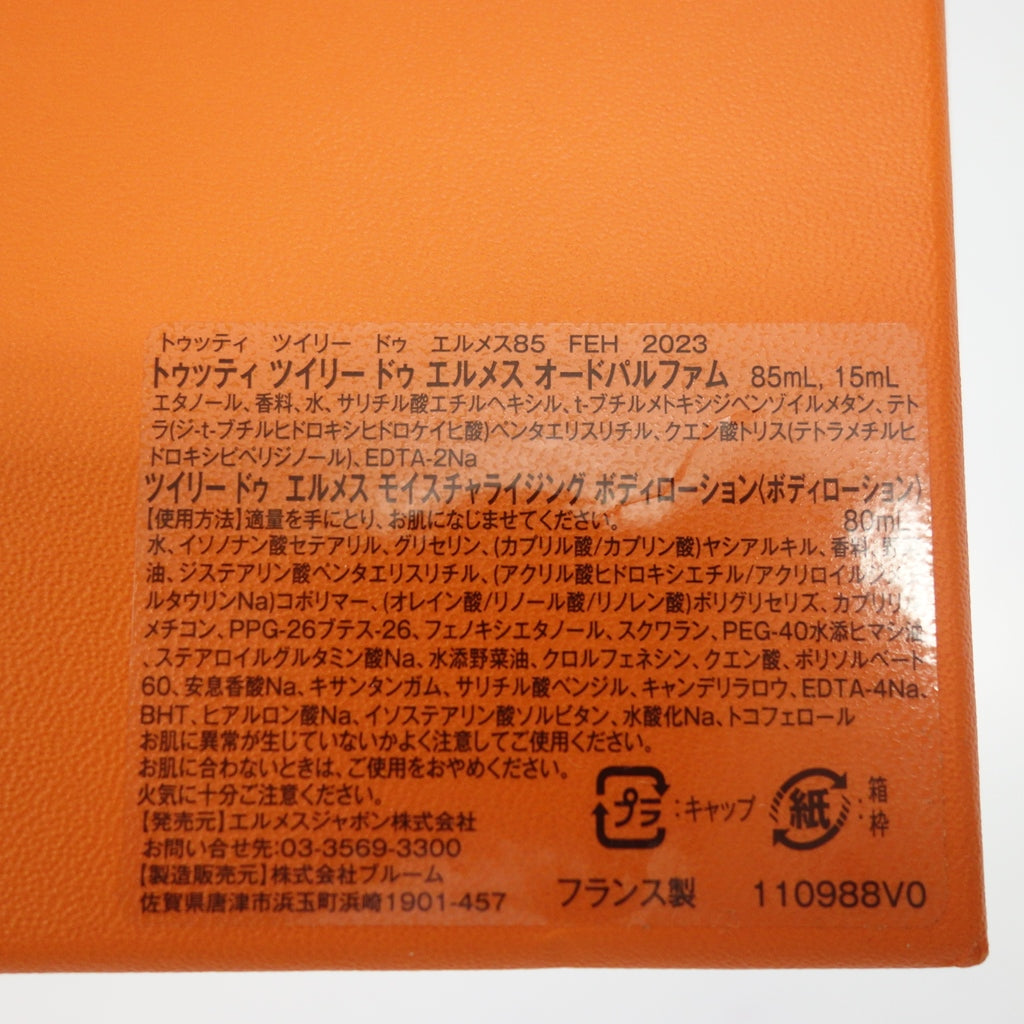 トゥッティ ツイリー ドゥ エルメス85 FEH 2023
トゥッティ ツイリー ドゥ エルメス オードパルファム 85mL, 15mL
エタノール、香料、水、サリチル酸エチルヘキシル、t-ブチルメトキシジベンゾイルメタン、テト
ラ(ジ-t-ブチルヒドロキシヒドロケイヒ酸)ペンタエリスリチル、クエン酸トリス(テトラメチルヒ
ドロキシピペリジノール)、EDTA-2Na
ツイリー ドゥ エルメス モイスチャライジング ボディローション(ボディローション)
【使用方法】適量を手にとり、お肌になじませてください。 80mL
水、イソノナン酸セテアリル、グリセリン、(カプリル酸/カプリン酸)ヤシアルキル、香料、
油、ジステアリン酸ペンタエリスリチル、(アクリル酸ヒドロキシエチル/アクリロイル
ルタウリンNa)コポリマー、(オレイン酸/リノール酸/リノレン酸)ポリグリセリズ、カプリリ
メチコン、PPG-26ブテス-26、フェノキシエタノール、スクワラン、PEG-40水添ヒマシ油
、ステアロイルグルタミン酸Na、水添野菜油、クロルフェネシン、クエン酸、ポリソルベート
60、安息香酸Na、キサンタンガム、サリチル酸ベンジル、キャンデリラロウ、EDTA-4Na、
BHT、ヒアルロン酸Na、イソステアリン酸ソルビタン、水酸化Na、トコフェロール
お肌に異常が生じていないかよく注意してご使用ください。
お肌に合わないときは、ご使用をおやめください。
火気に十分ご注意ください。
【発売元】エルメスジャポン株式会社
お問い合せ先:03-3569-3300
【製造販売元】株式会社ブルーム
佐賀県唐津市浜玉町浜崎1901-457
プラ:キャップ
紙:箱 枠
フランス製 110988V0